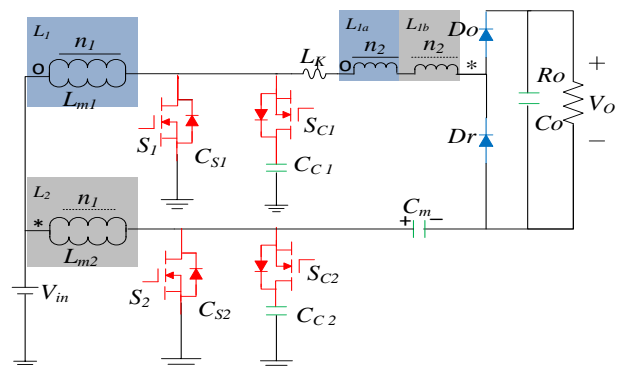 L1 n1 Lm1
L1a L1b Do
n2 n2
o LK o *
Ro + VO −
Co
S1 CS1 SC1 CC1
Dr
L2 n1
* Lm2
+ Cm −
Vin
S2 CS2 SC2 CC2